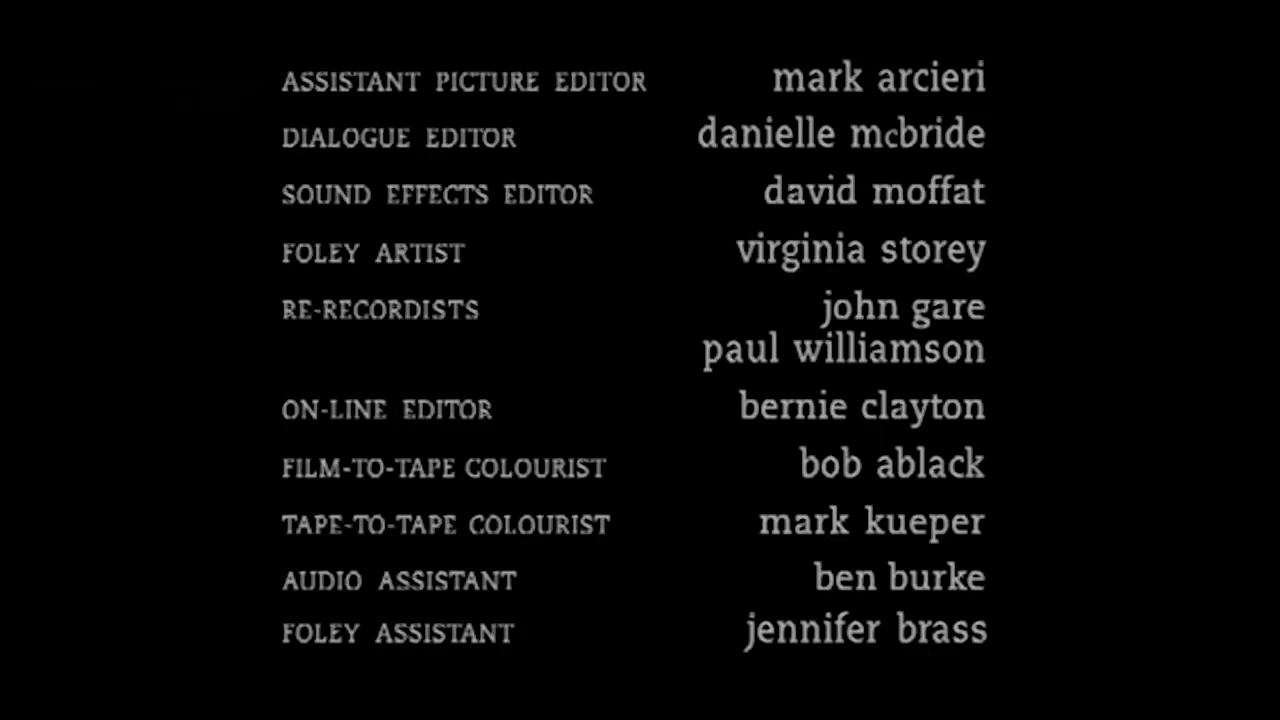 ASSISTANT PICTURE EDITOR mark arcieri
DIALOGUE EDITOR danielle mcbride
SOUND EFFECTS EDITOR david moffat
FOLEY ARTIST virginia storey
RE-RECORDISTS john gare
paul williamson
ON-LINE EDITOR bernie clayton
FILM-TO-TAPE COLOURIST bob ablack
TAPE-TO-TAPE COLOURIST mark kueper
AUDIO ASSISTANT ben burke
FOLEY ASSISTANT jennifer brass